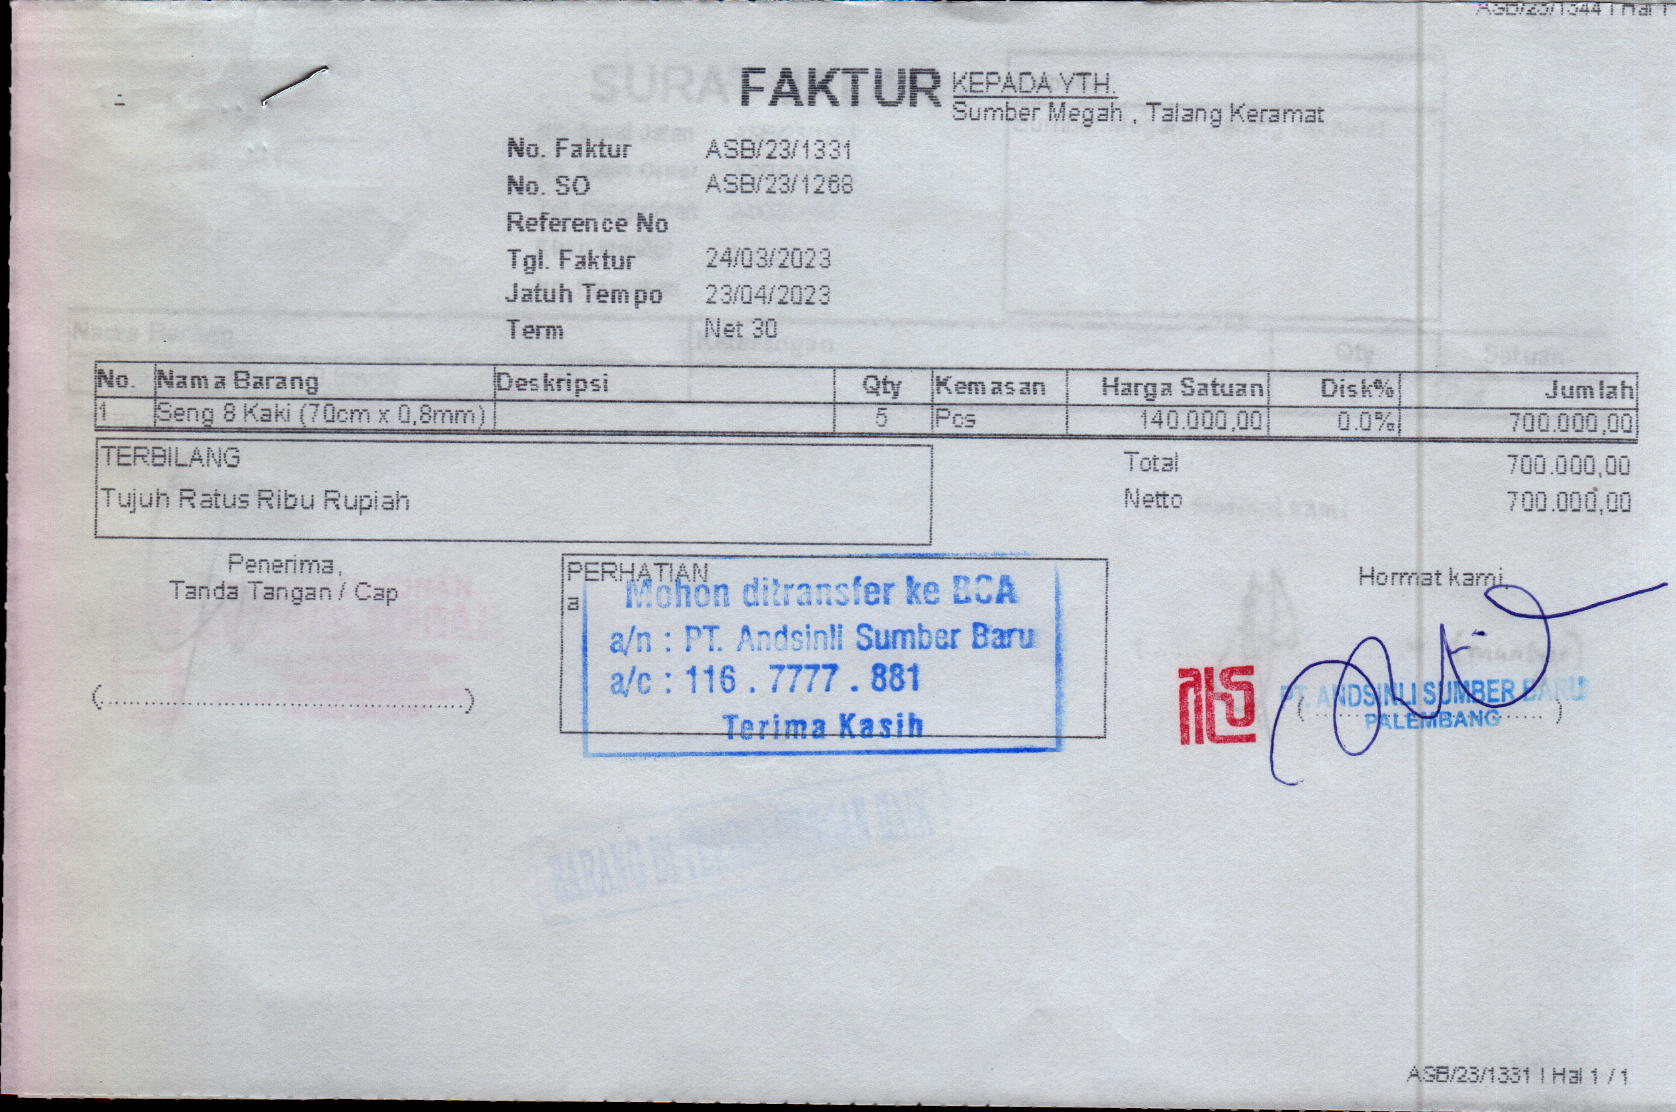 ASB/23/1344 | Hal 1
FAKTUR
KEPADA YTH.
Sumber Megah , Talang Keramat
No. Faktur ASB/23/1331
No. SO ASB/23/1268
Reference No
Tgl. Faktur 24/03/2023
Jatuh Tempo 23/04/2023
Term Net 30
No. Nama Barang Deskripsi Qty Kemasan Harga Satuan Disk% Jumlah
1 Seng 8 Kaki (70cm x 0,8mm) 5 Pcs 140.000,00 0.0% 700.000,00
TERBILANG
Tujuh Ratus Ribu Rupiah
Total 700.000,00
Netto 700.000,00
Penerima,
Tanda Tangan / Cap
(........................................................)
PERHATIAN
a
Mohon ditransfer ke BCA
a/n : PT. Andsinli Sumber Baru
a/c : 116 . 7777 . 881
Terima Kasih
Hormat kami
PT. ANDSINLI SUMBER BARU
PALEMBANG
(........................................)
ASB/23/1331 | Hal 1 / 1